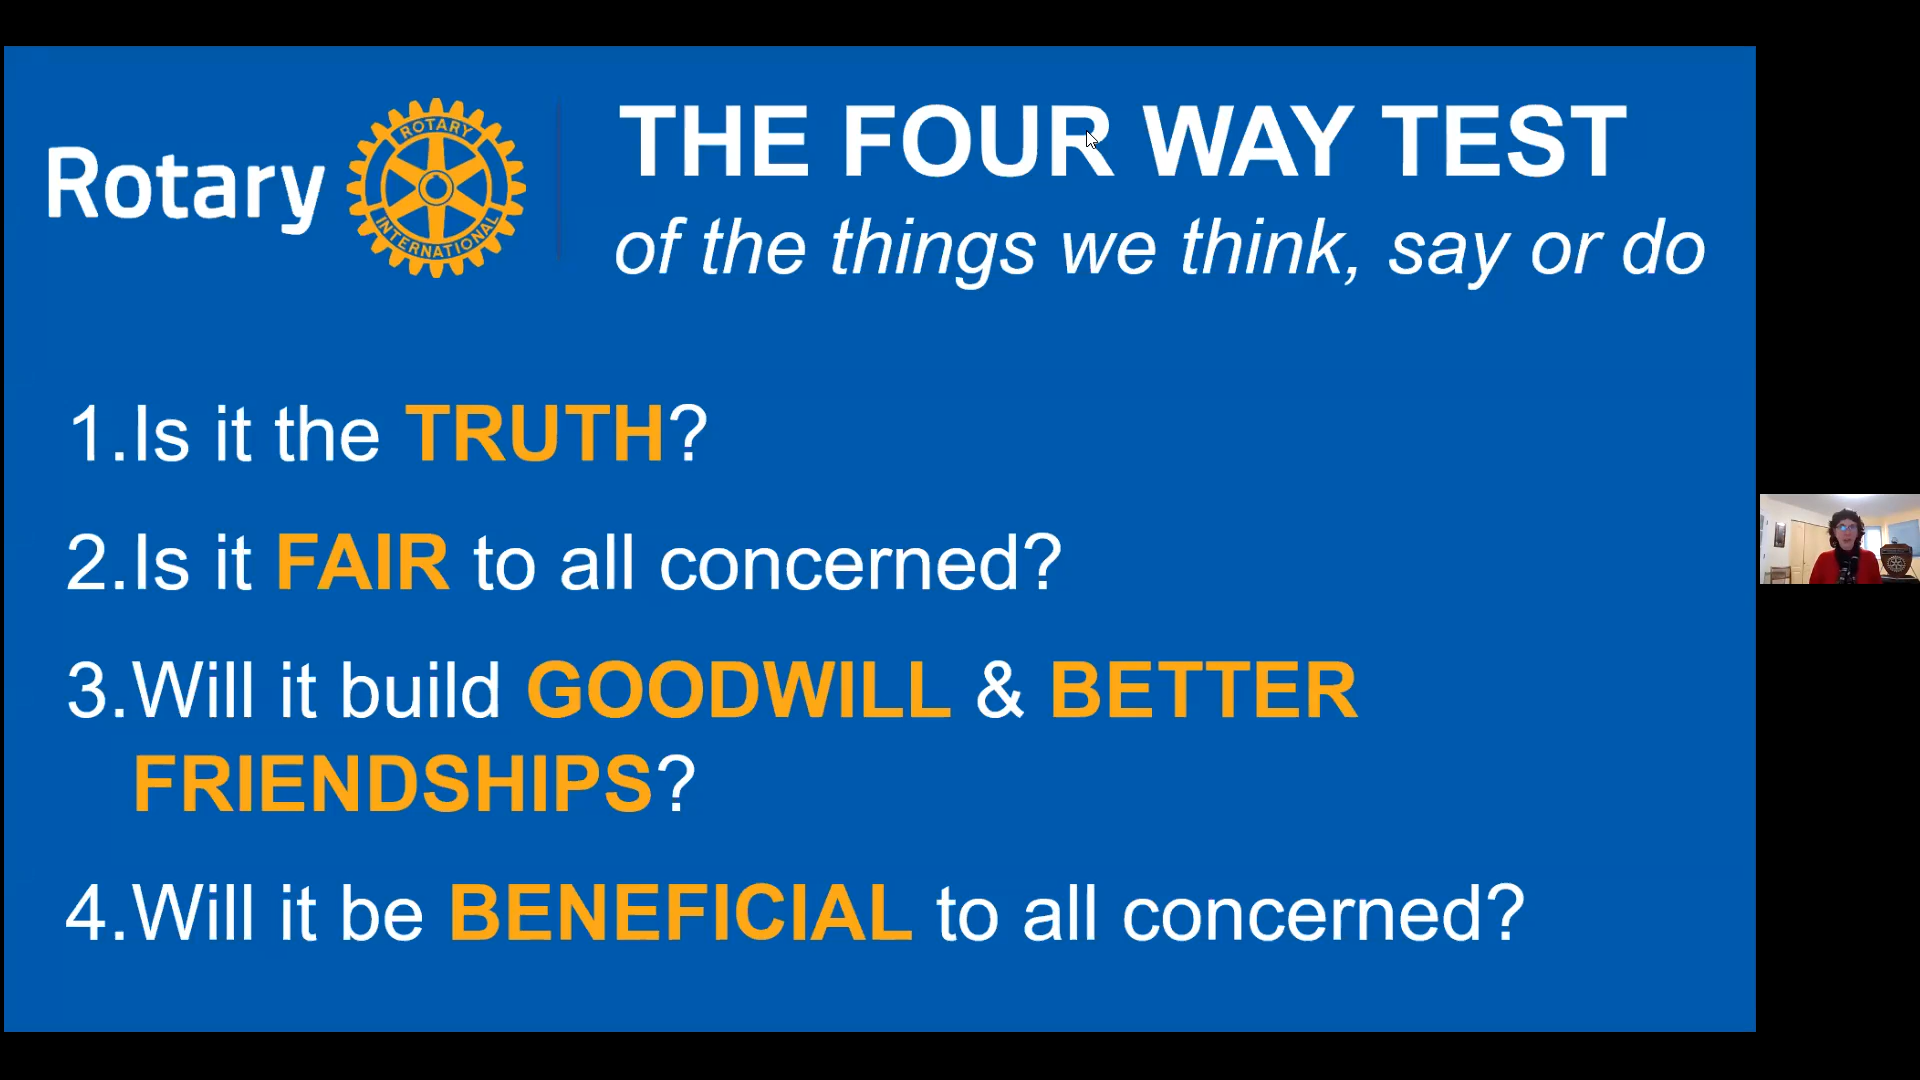 Rotary
ROTARY
INTERNATIONAL
THE FOUR WAY TEST
of the things we think, say or do
1.Is it the TRUTH?
2.Is it FAIR to all concerned?
3.Will it build GOODWILL & BETTER
FRIENDSHIPS?
4.Will it be BENEFICIAL to all concerned?